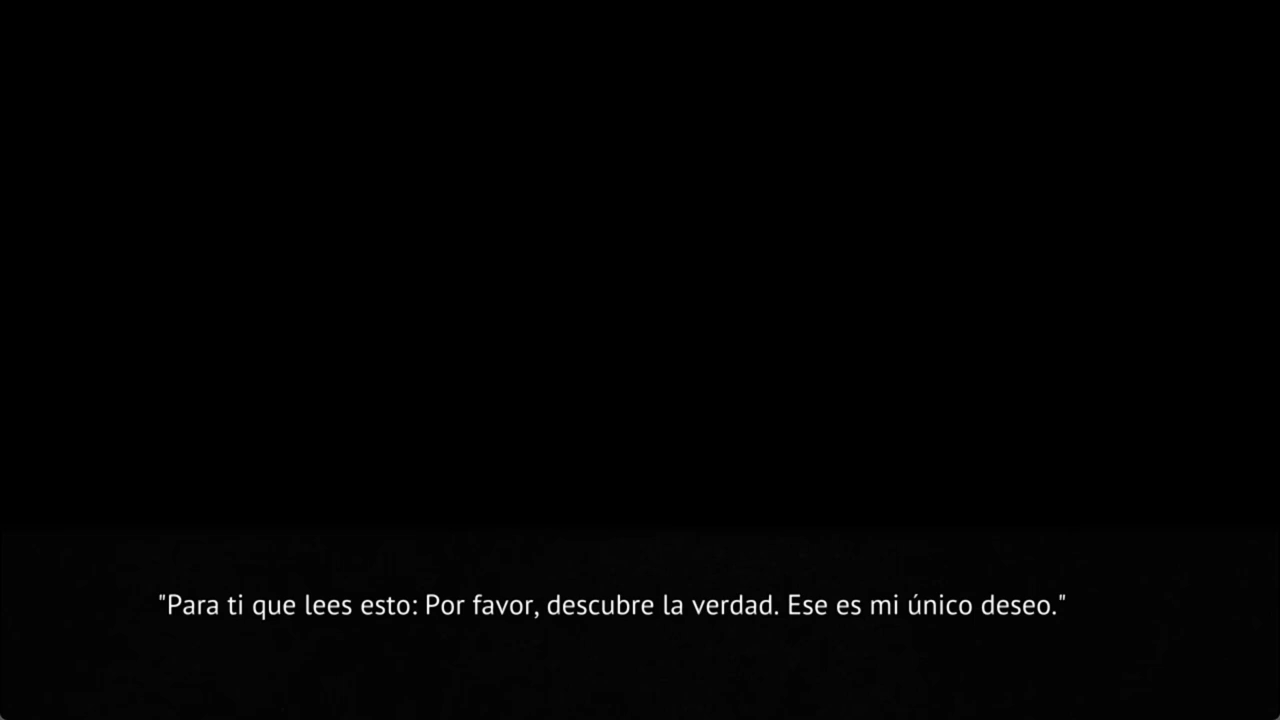 "Para ti que lees esto: Por favor, descubre la verdad. Ese es mi único deseo."